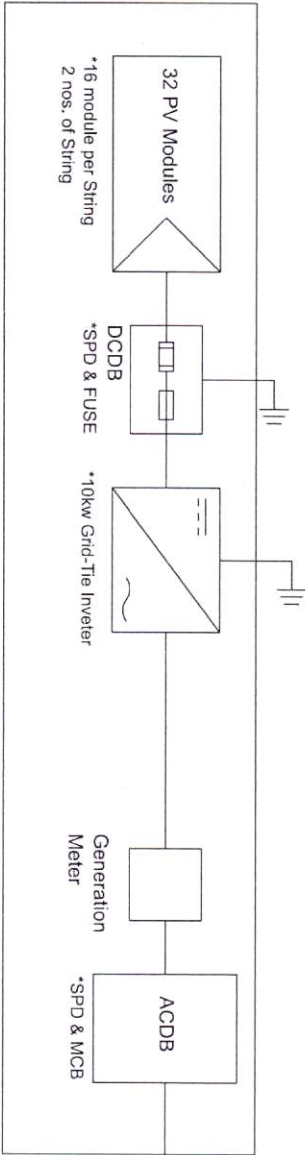 32 PV Modules
*16 module per String
2 nos. of String
DCDB
*SPD & FUSE
*10kw Grid-Tie Inveter
Generation
Meter
ACDB
*SPD & MCB